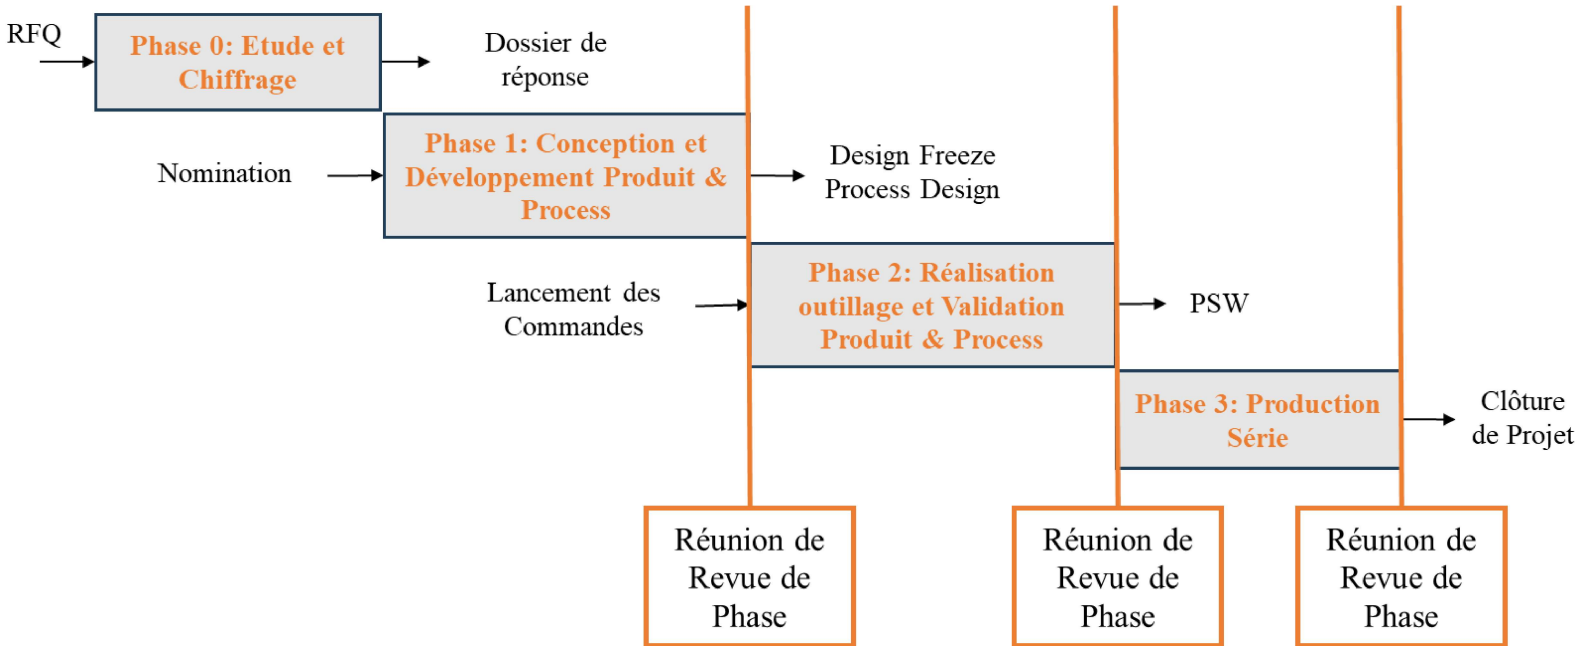 RFQ
Phase 0: Etude et
Chiffrage
Dossier de
réponse
Nomination
Phase 1: Conception et
Développement Produit &
Process
Design Freeze
Process Design
Lancement des
Commandes
Phase 2: Réalisation
outillage et Validation
Produit & Process
PSW
Phase 3: Production
Série
Clôture
de Projet
Réunion de
Revue de
Phase
Réunion de
Revue de
Phase
Réunion de
Revue de
Phase